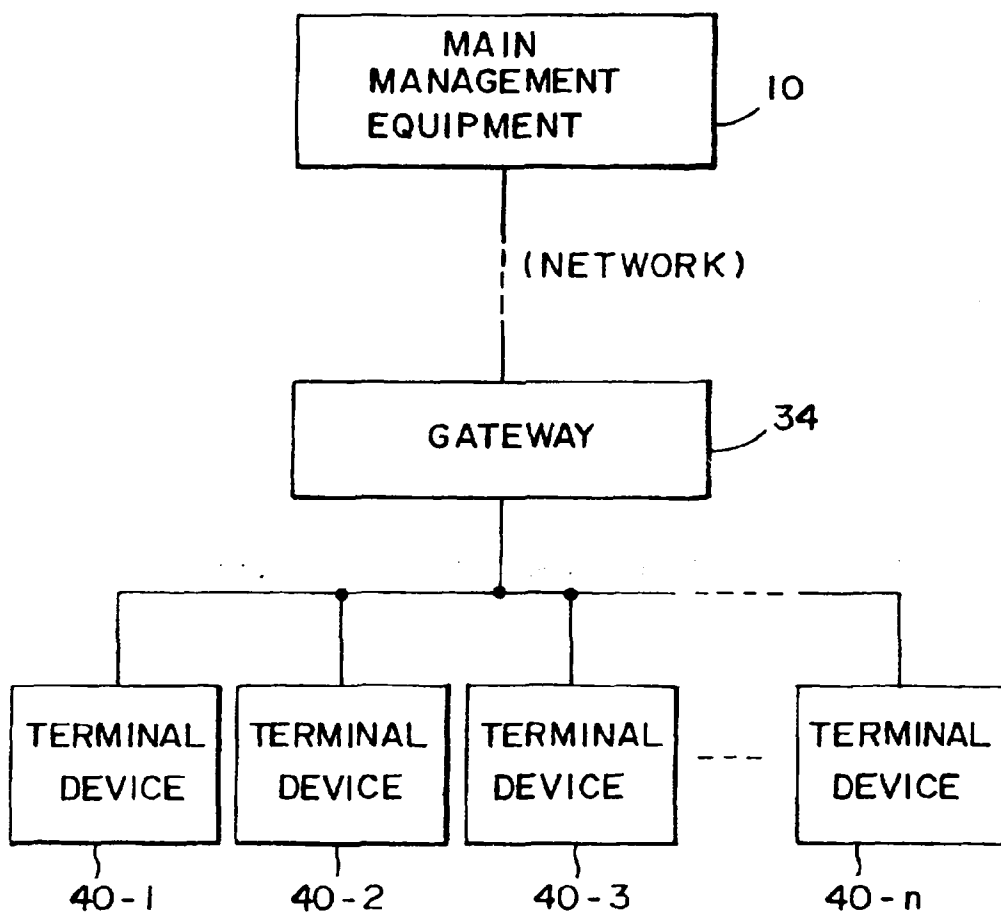 MAIN
MANAGEMENT
EQUIPMENT
10
(NETWORK)
GATEWAY
34
TERMINAL
DEVICE
TERMINAL
DEVICE
TERMINAL
DEVICE
TERMINAL
DEVICE
40-1
40-2
40-3
40-n